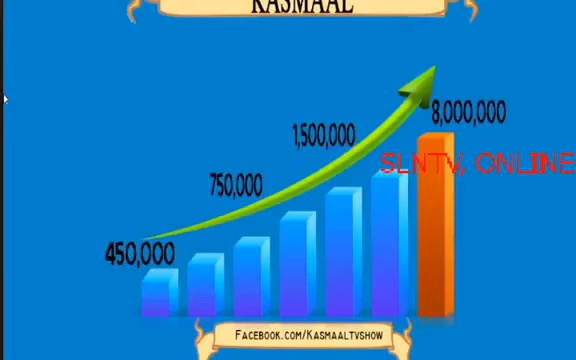 KASMAAL
8,000,000
1,500,000
SLNTV, ONLINE
750,000
450,000
FACEBOOK.COM/KASMAALTVSHOW